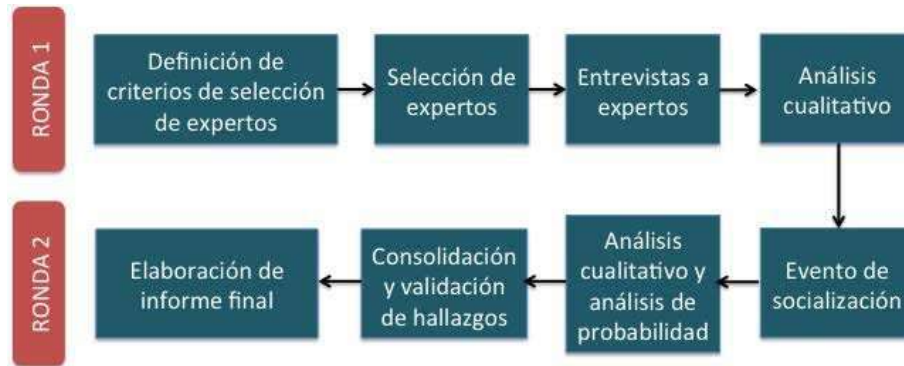 RONDA 1
Definición de
criterios de selección
de expertos
Selección de
expertos
Entrevistas a
expertos
Análisis
cualitativo
RONDA 2
Elaboración de
informe final
Consolidación
y validación
de hallazgos
Análisis
cualitativo y
análisis de
probabilidad
Evento de
socialización